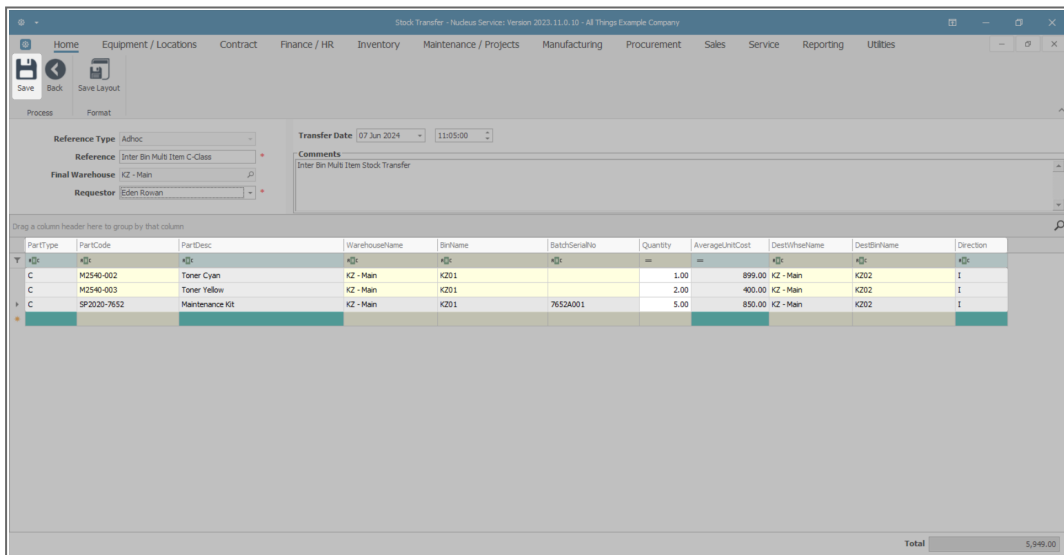 Stock Transfer - Nucleus Service: Version 2023.11.0.10 - All Things Example Company
Home Equipment / Locations Contract Finance / HR Inventory Maintenance / Projects Manufacturing Procurement Sales Service Reporting Utilities
Save Back Save Layout
Process Format
Reference Type Adhoc Transfer Date 07 Jun 2024 11:05:00
Reference Inter Bin Multi Item C-Class * Comments
Inter Bin Multi Item Stock Transfer
Final Warehouse KZ - Main
Requestor Eden Rowan *
Drag a column header here to group by that column
PartType PartCode PartDesc WarehouseName BinName BatchSerialNo Quantity AverageUnitCost DestWhseName DestBinName Direction
C M2540-002 Toner Cyan KZ - Main KZ01 1.00 899.00 KZ - Main KZ02 I
C M2540-003 Toner Yellow KZ - Main KZ01 2.00 400.00 KZ - Main KZ02 I
C SP2020-7652 Maintenance Kit KZ - Main KZ01 7652A001 5.00 850.00 KZ - Main KZ02 I
Total 5,949.00